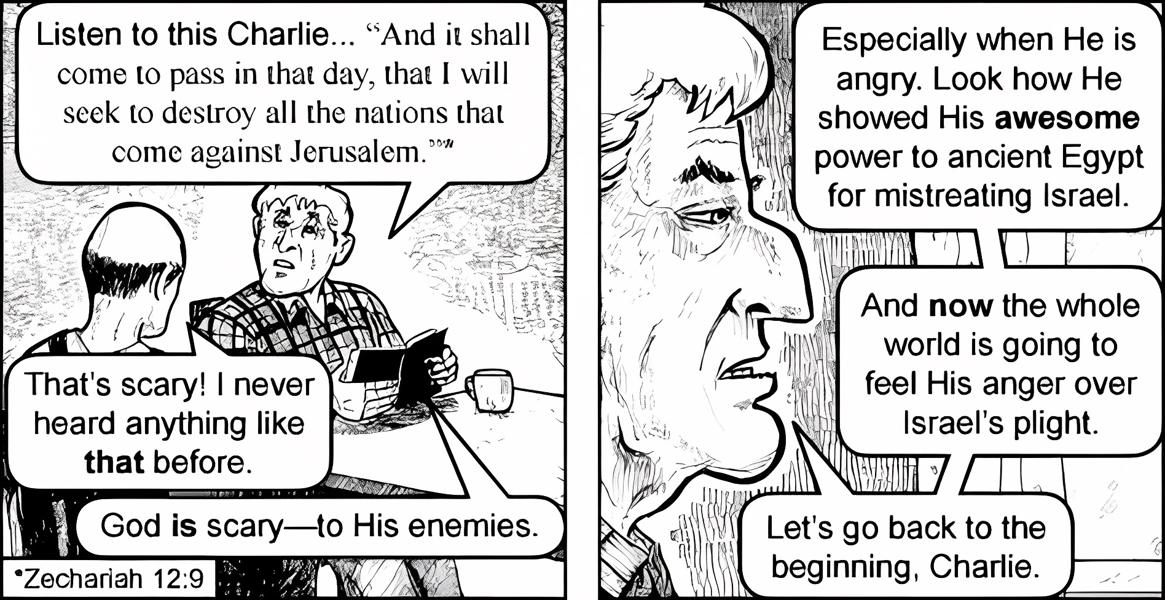 Listen to this Charlie... “And it shall
come to pass in that day, that I will
seek to destroy all the nations that
come against Jerusalem.”
That's scary! I never
heard anything like
that before.
God is scary—to His enemies.
*Zechariah 12:9
Especially when He is
angry. Look how He
showed His awesome
power to ancient Egypt
for mistreating Israel.
And now the whole
world is going to
feel His anger over
Israel's plight.
Let's go back to the
beginning, Charlie.